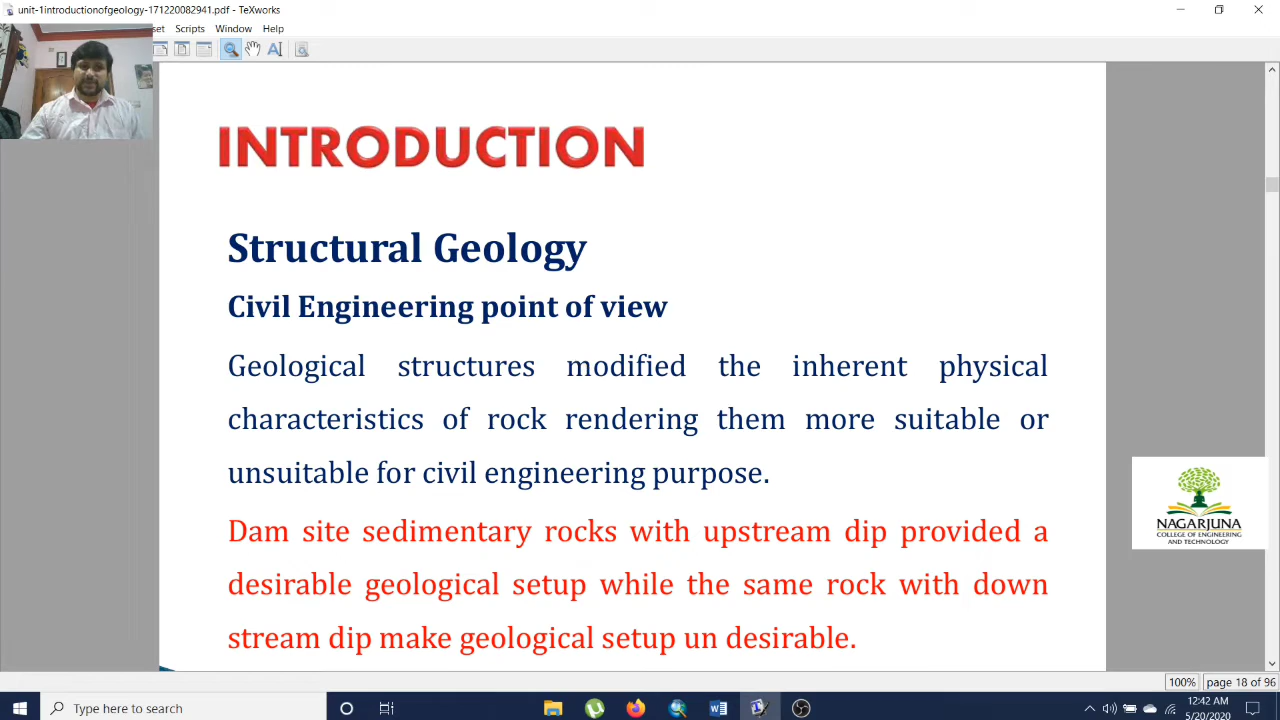 unit-1introductionofgeology-171220082941.pdf - TeXworks
set Scripts Window Help
INTRODUCTION
Structural Geology
Civil Engineering point of view
Geological structures modified the inherent physical
characteristics of rock rendering them more suitable or
unsuitable for civil engineering purpose.
Dam site sedimentary rocks with upstream dip provided a
desirable geological setup while the same rock with down
stream dip make geological setup un desirable.
NAGARJUNA
COLLEGE OF ENGINEERING
AND TECHNOLOGY
100% page 18 of 96
Type here to search
12:42 AM
5/20/2020